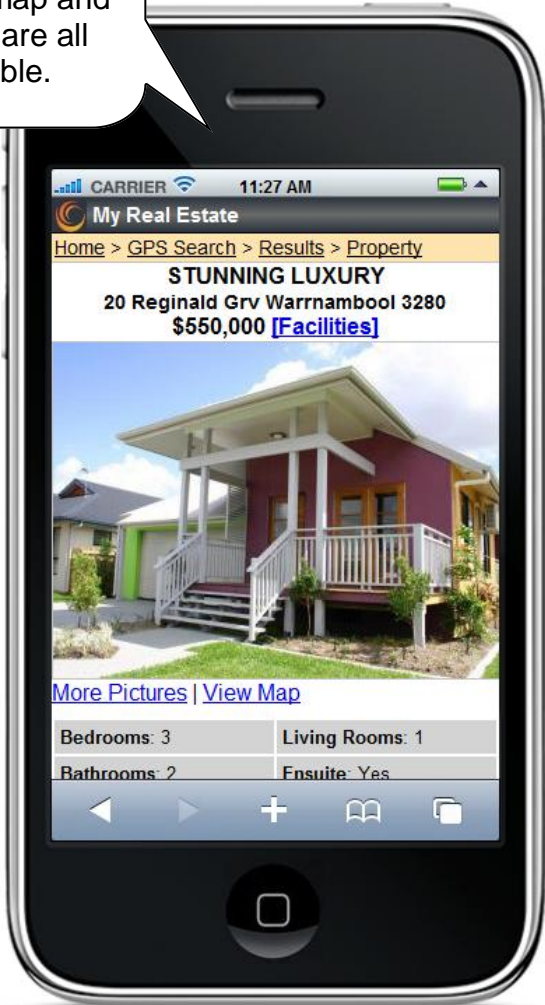 map and
are all
ble.
CARRIER 11:27 AM
My Real Estate
Home > GPS Search > Results > Property
STUNNING LUXURY
20 Reginald Grv Warrnambool 3280
$550,000 [Facilities]
More Pictures | View Map
Bedrooms: 3 Living Rooms: 1
Bathrooms: 2 Ensuite: Yes